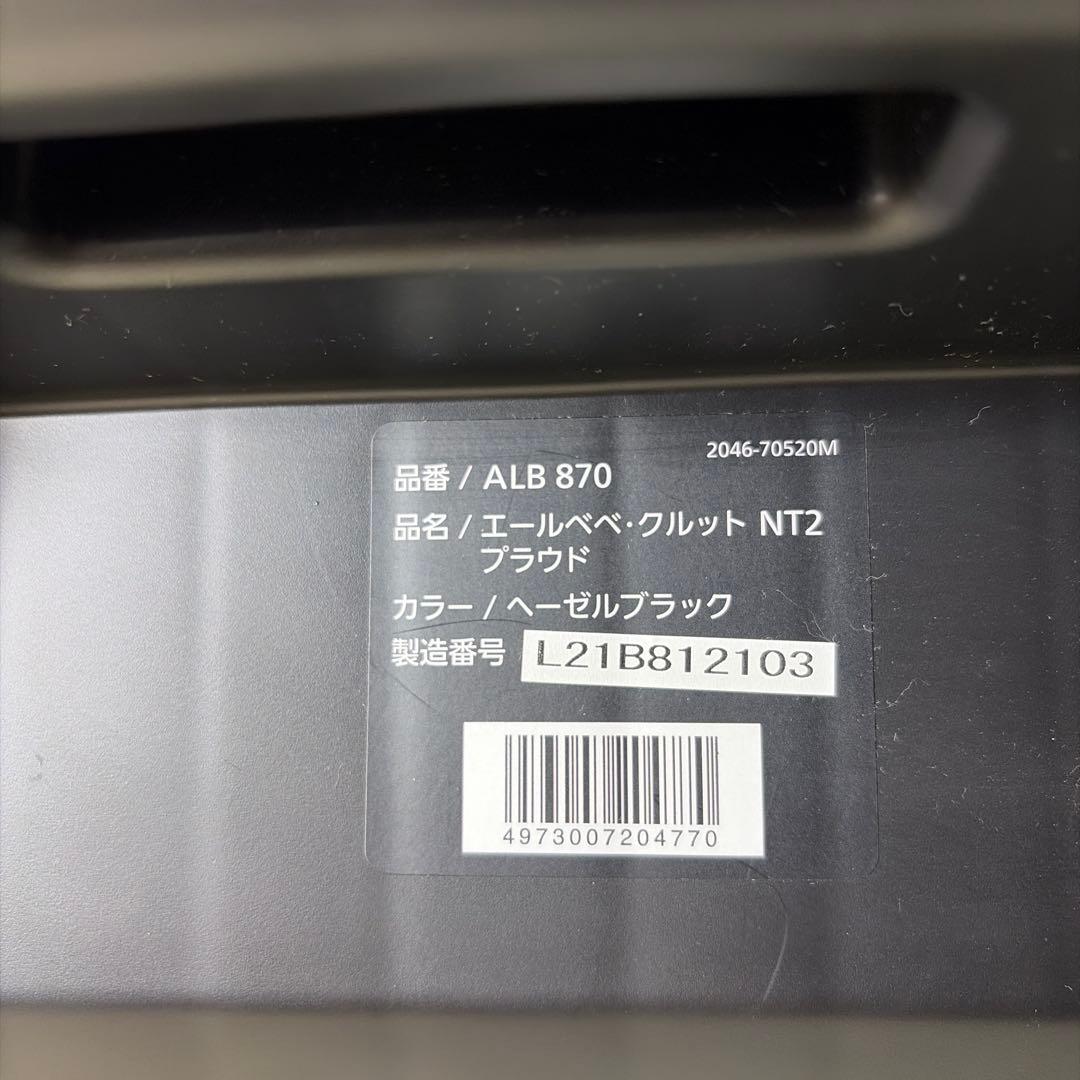 2046-70520M
品番 / ALB 870
品名 / エールベベ・クルット NT2
プラウド
カラー / ヘーゼルブラック
製造番号 L21B812103
4973007204770